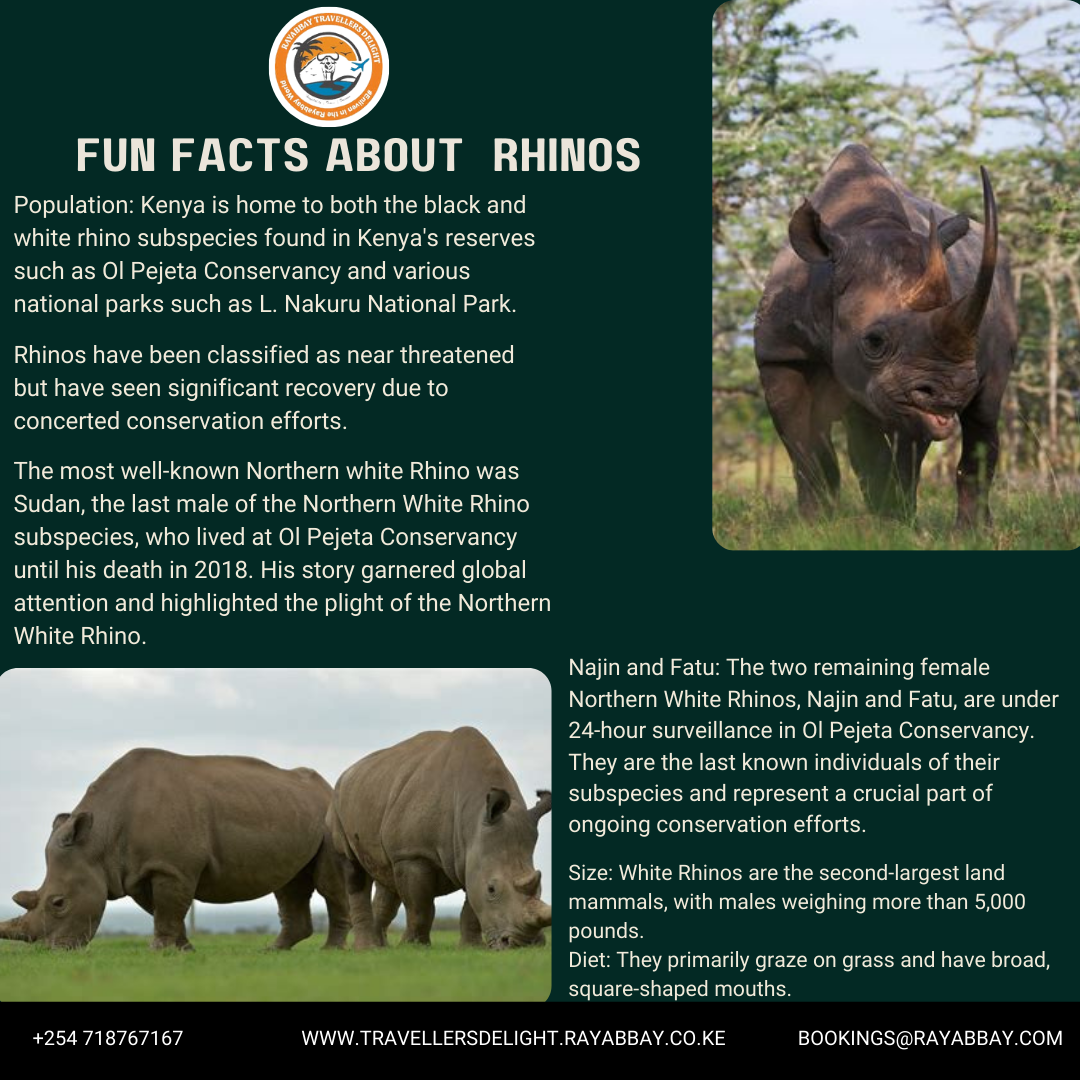 RAYABBAY TRAVELLERS DELIGHT
#Enliven in the Rayabbay World
FUN FACTS ABOUT RHINOS
Population: Kenya is home to both the black and
white rhino subspecies found in Kenya's reserves
such as Ol Pejeta Conservancy and various
national parks such as L. Nakuru National Park.
Rhinos have been classified as near threatened
but have seen significant recovery due to
concerted conservation efforts.
The most well-known Northern white Rhino was
Sudan, the last male of the Northern White Rhino
subspecies, who lived at Ol Pejeta Conservancy
until his death in 2018. His story garnered global
attention and highlighted the plight of the Northern
White Rhino.
Najin and Fatu: The two remaining female
Northern White Rhinos, Najin and Fatu, are under
24-hour surveillance in Ol Pejeta Conservancy.
They are the last known individuals of their
subspecies and represent a crucial part of
ongoing conservation efforts.
Size: White Rhinos are the second-largest land
mammals, with males weighing more than 5,000
pounds.
Diet: They primarily graze on grass and have broad,
square-shaped mouths.
+254 718767167
WWW.TRAVELLERSDELIGHT.RAYABBAY.CO.KE
BOOKINGS@RAYABBAY.COM